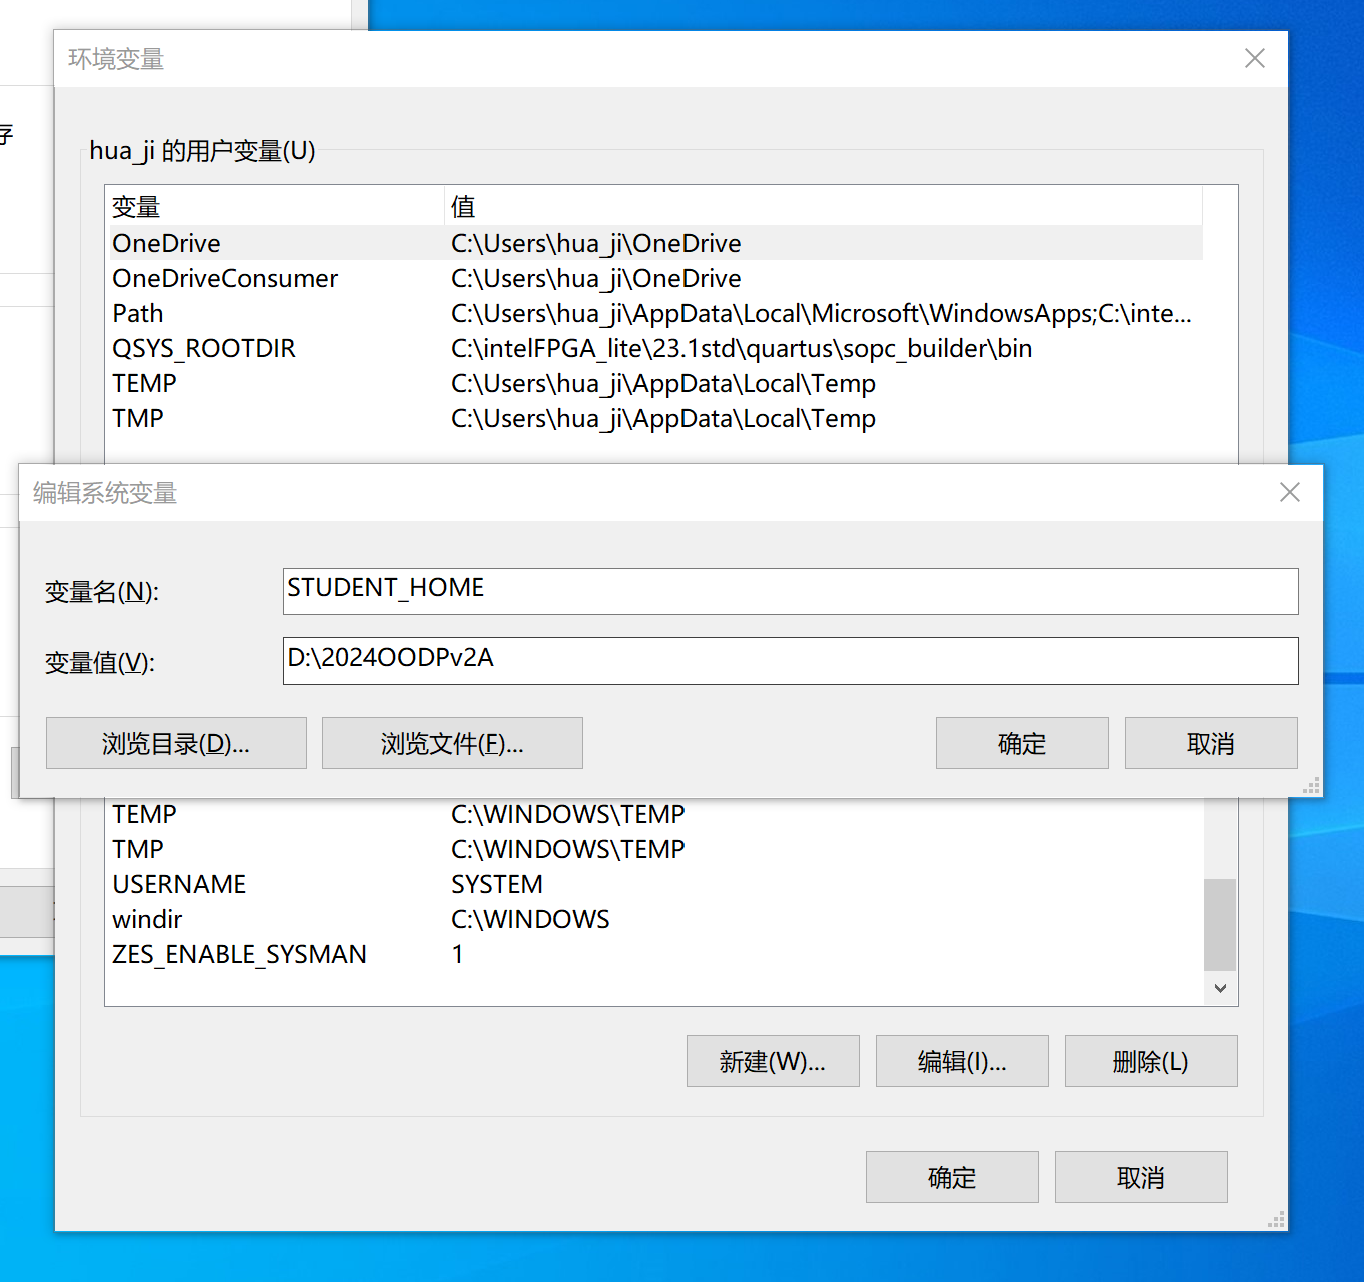 存
环境变量
hua_ji 的用户变量(U)
变量 值
OneDrive C:\Users\hua_ji\OneDrive
OneDriveConsumer C:\Users\hua_ji\OneDrive
Path C:\Users\hua_ji\AppData\Local\Microsoft\WindowsApps;C:\inte...
QSYS_ROOTDIR C:\intelFPGA_lite\23.1std\quartus\sopc_builder\bin
TEMP C:\Users\hua_ji\AppData\Local\Temp
TMP C:\Users\hua_ji\AppData\Local\Temp
编辑系统变量
变量名(N): STUDENT_HOME
变量值(V): D:\2024OODPv2A
浏览目录(D)... 浏览文件(F)... 确定 取消
TEMP C:\WINDOWS\TEMP
TMP C:\WINDOWS\TEMP
USERNAME SYSTEM
windir C:\WINDOWS
ZES_ENABLE_SYSMAN 1
新建(W)... 编辑(I)... 删除(L)
确定 取消